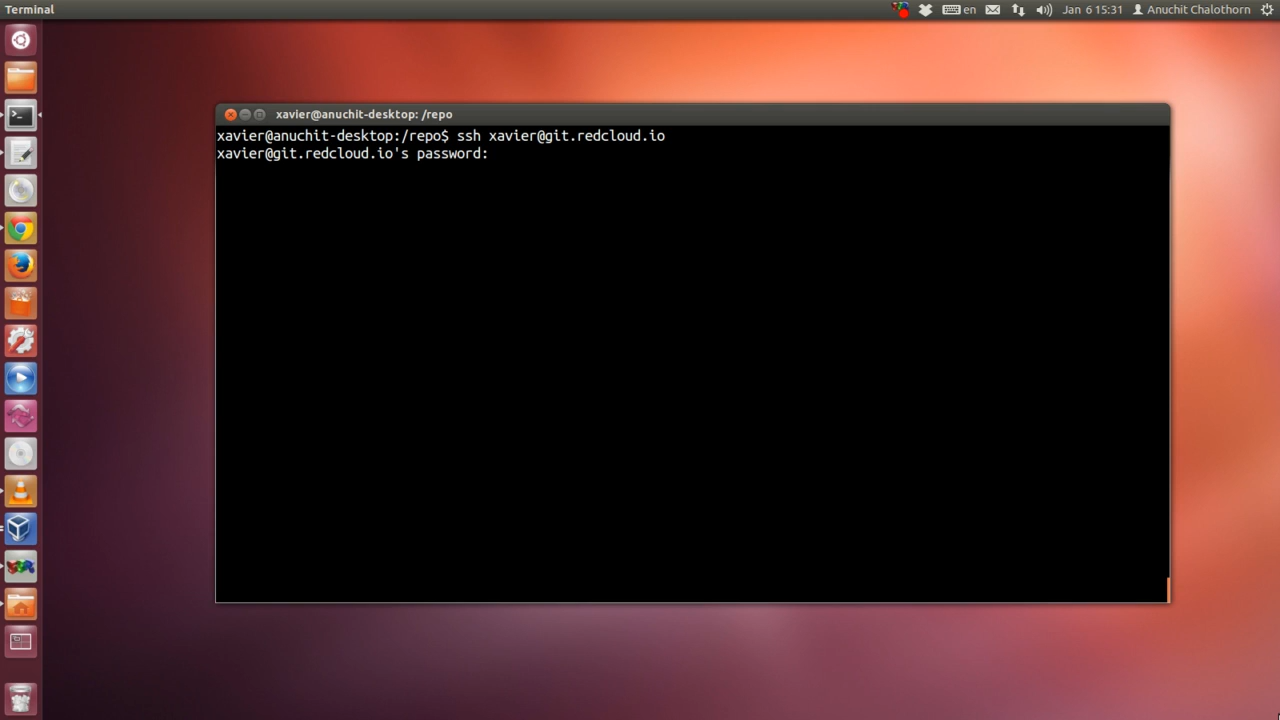 Terminal
en
Jan 6 15:31
Anuchit Chalothorn
xavier@anuchit-desktop: /repo
xavier@anuchit-desktop:/repo$ ssh xavier@git.redcloud.io
xavier@git.redcloud.io's password: